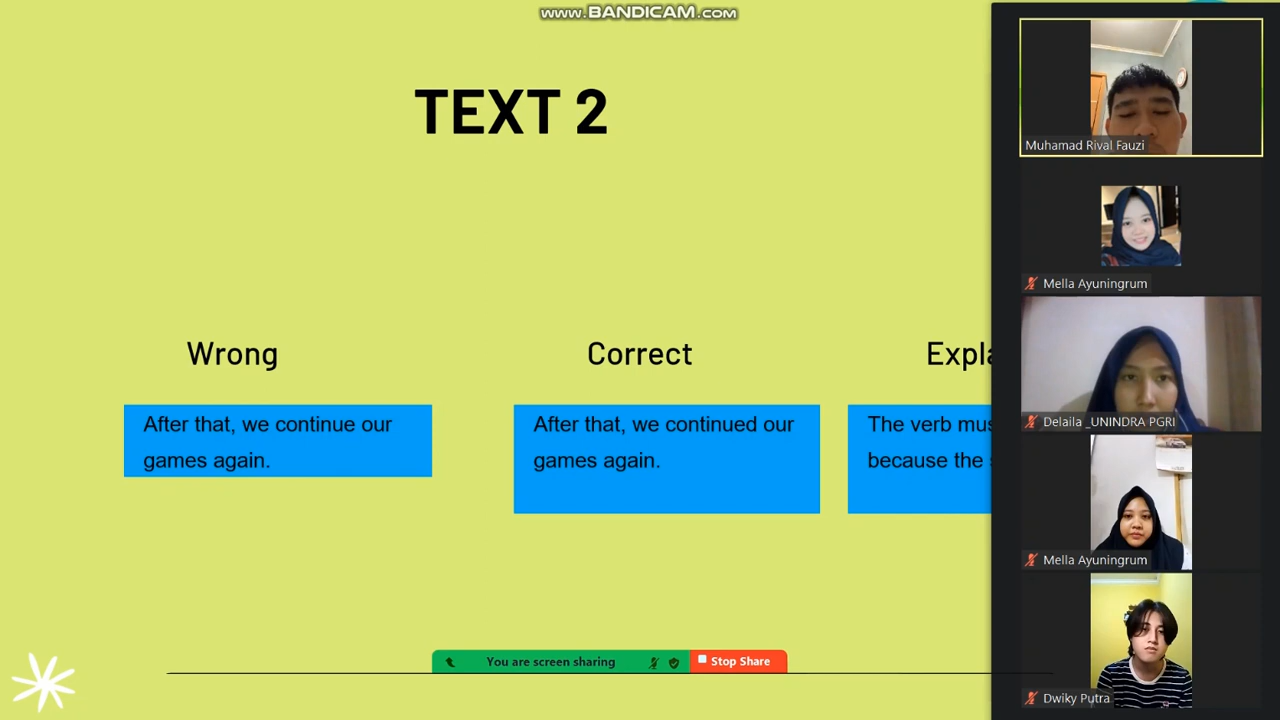 www.BANDICAM.com
TEXT 2
Wrong
Correct
Expla
After that, we continue our
games again.
After that, we continued our
games again.
The verb mus
because the
You are screen sharing
Stop Share
Muhamad Rival Fauzi
Mella Ayuningrum
Delaila _UNINDRA PGRI
Mella Ayuningrum
Dwiky Putra